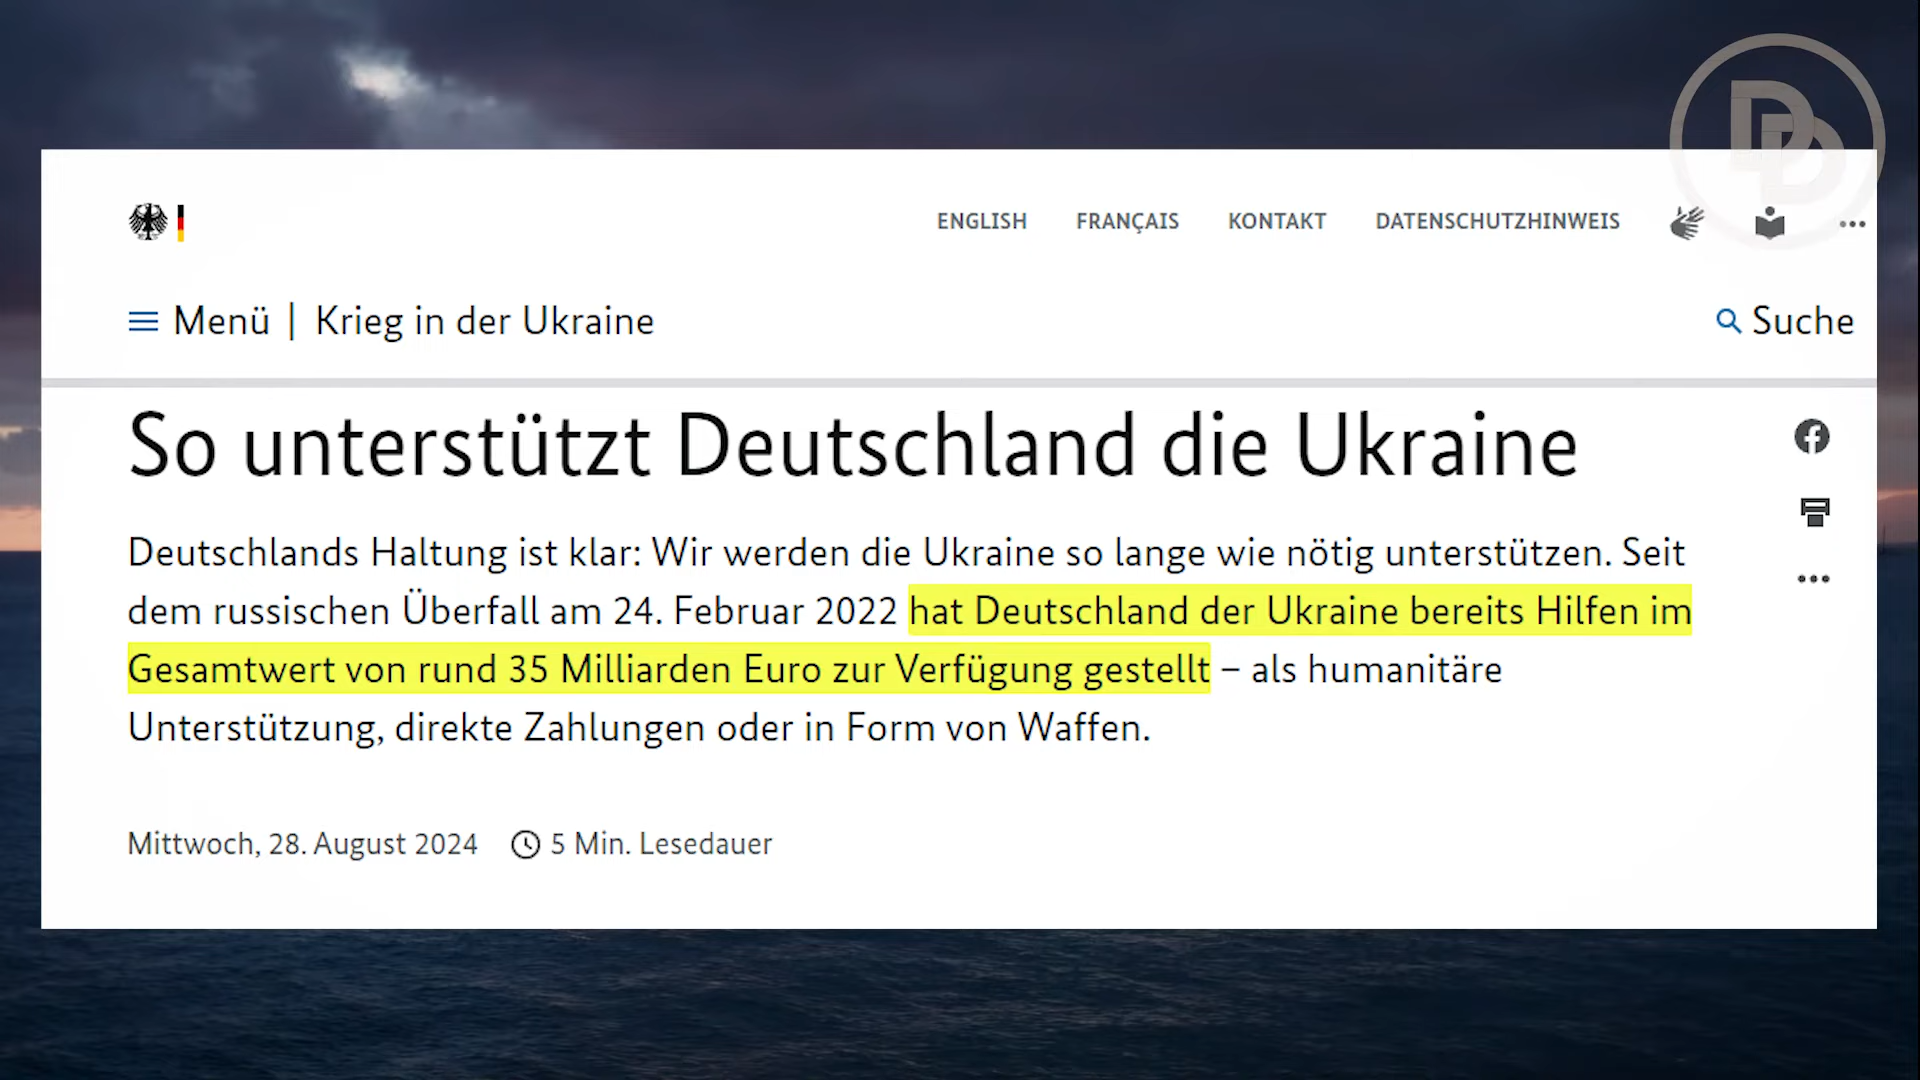 ENGLISH FRANÇAIS KONTAKT DATENSCHUTZHINWEIS
Menü | Krieg in der Ukraine
Suche
So unterstützt Deutschland die Ukraine
Deutschlands Haltung ist klar: Wir werden die Ukraine so lange wie nötig unterstützen. Seit
dem russischen Überfall am 24. Februar 2022 hat Deutschland der Ukraine bereits Hilfen im
Gesamtwert von rund 35 Milliarden Euro zur Verfügung gestellt – als humanitäre
Unterstützung, direkte Zahlungen oder in Form von Waffen.
Mittwoch, 28. August 2024 5 Min. Lesedauer
DD